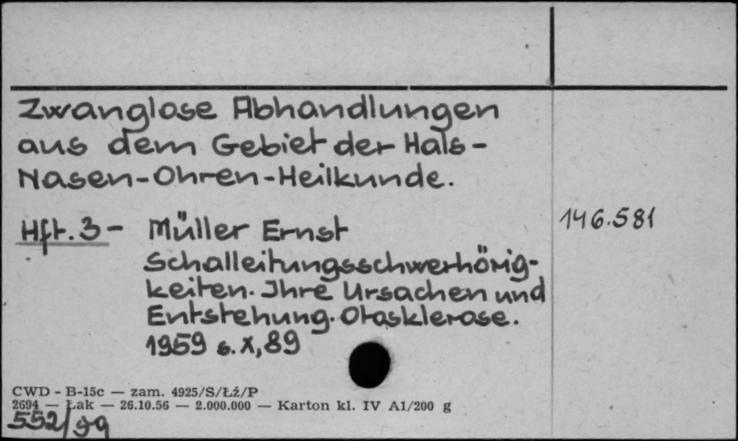 Zwanglose Abhandlungen
aus dem Gebiet der Hals-
Nasen-Ohren-Heilkunde.
Hft. 3 - Müller Ernst
146.581
Schalleitungsschwerhörig-
keiten. Ihre Ursachen und
Entstehung. Otosklerose.
1959 s. X, 89
CWD - B-15c — zam. 4925/S/Łż/P
2694 — Łak — 26.10.56 — 2.000.000 — Karton kl. IV A1/200 g
552/59